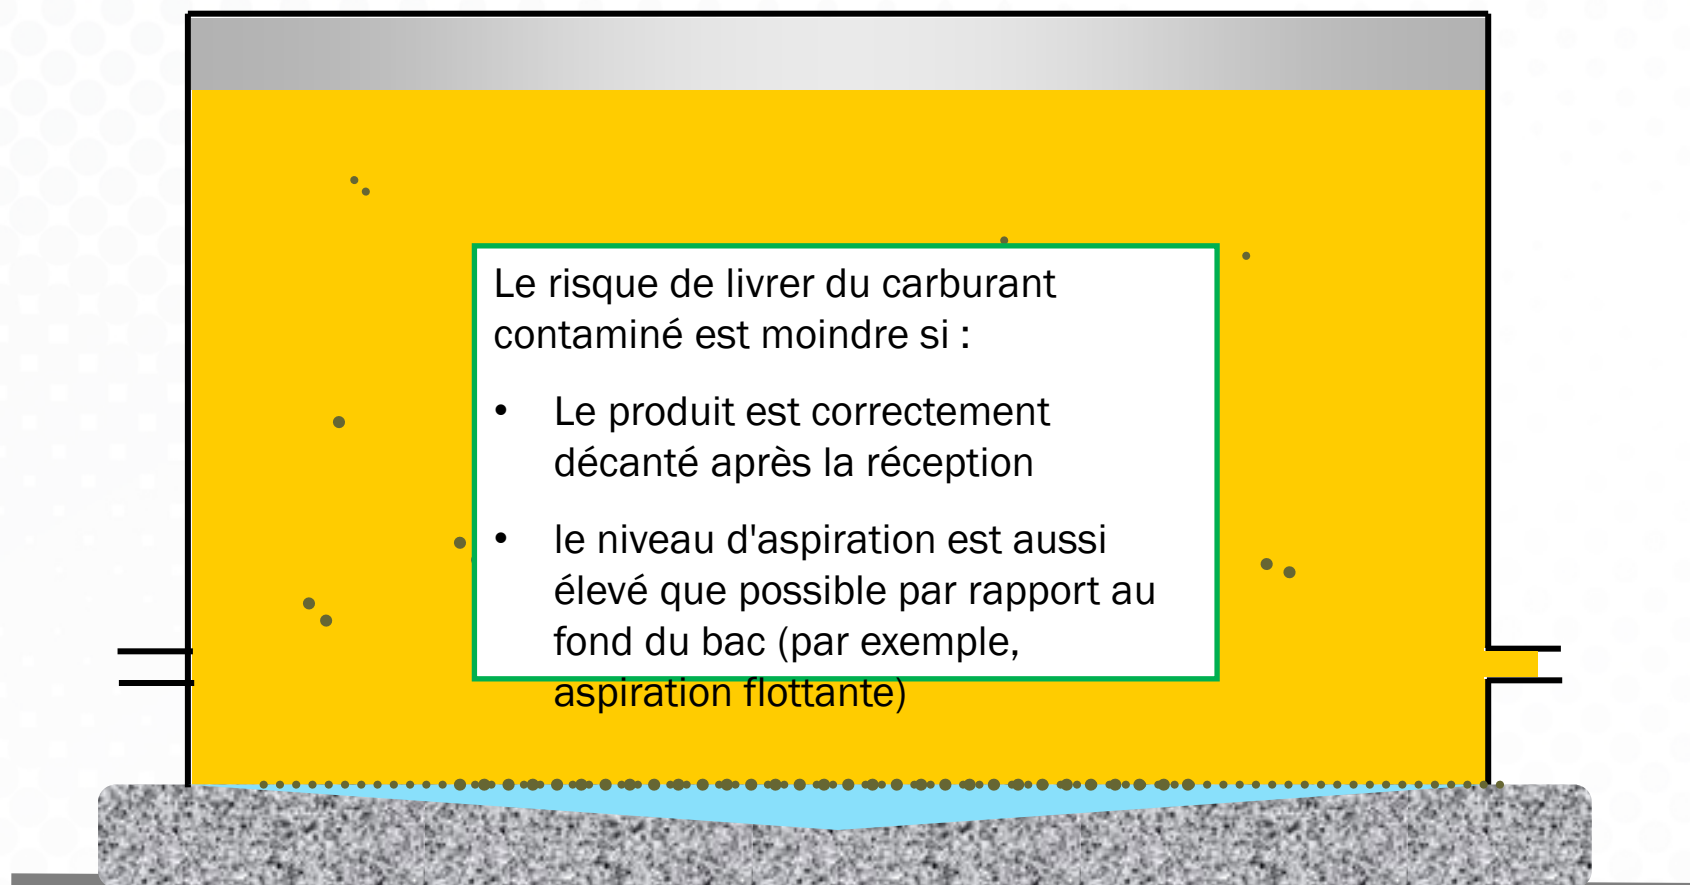 Le risque de livrer du carburant
contaminé est moindre si :
• Le produit est correctement
décanté après la réception
• le niveau d'aspiration est aussi
élevé que possible par rapport au
fond du bac (par exemple,
aspiration flottante)